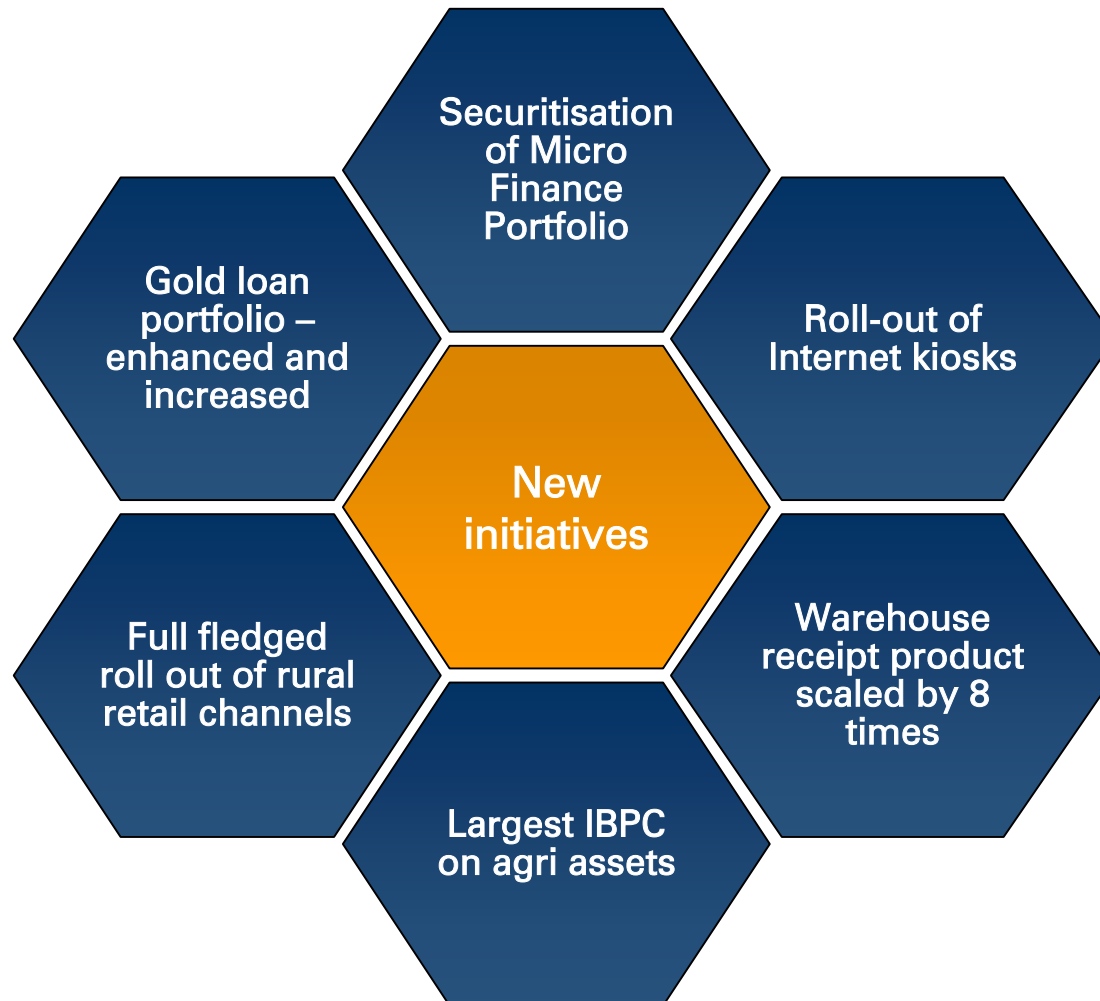 Securitisation
of Micro
Finance
Portfolio
Gold loan
portfolio –
enhanced and
increased
Roll-out of
Internet kiosks
New
initiatives
Full fledged
roll out of rural
retail channels
Warehouse
receipt product
scaled by 8
times
Largest IBPC
on agri assets